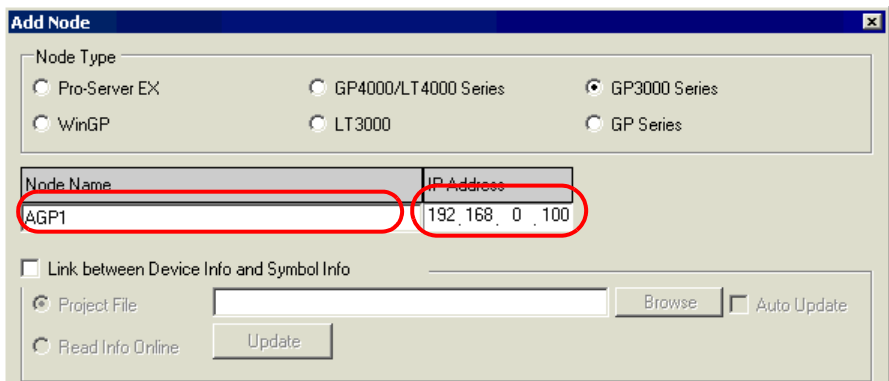 Add Node
Node Type
Pro-Server EX GP4000/LT4000 Series GP3000 Series
WinGP LT3000 GP Series
Node Name IP Address
AGP1 192 . 168 . 0 . 100
Link between Device Info and Symbol Info
Project File Browse Auto Update
Read Info Online Update